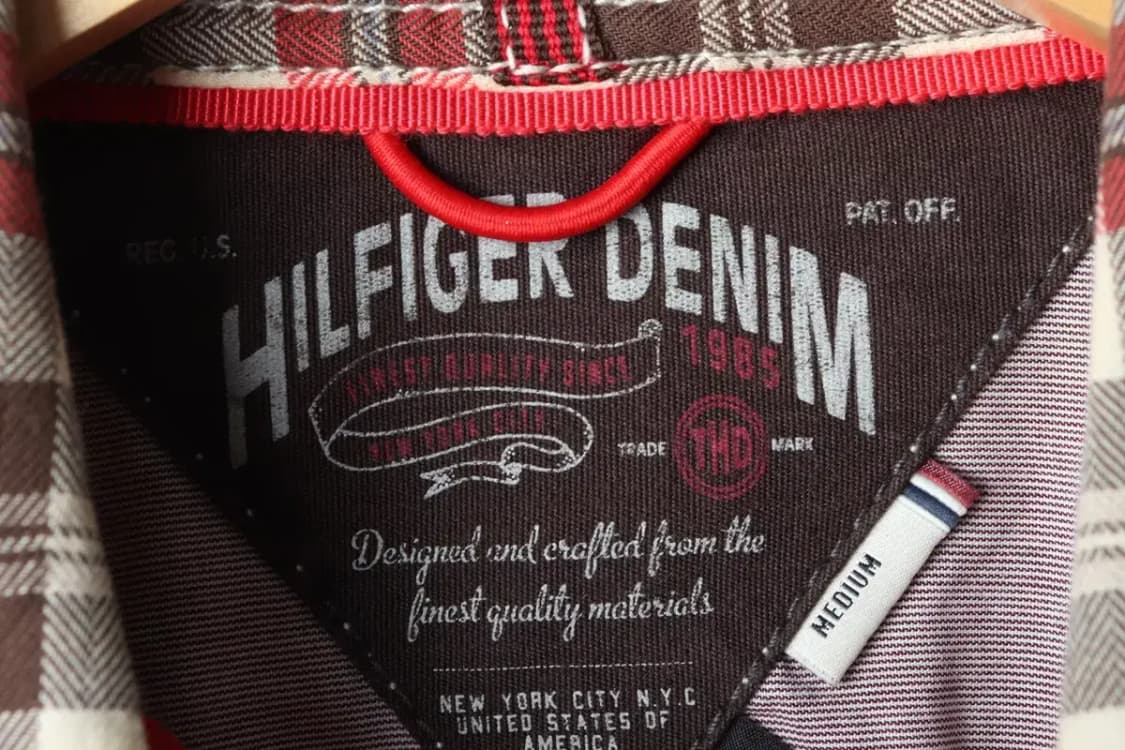 REG. U.S.
PAT. OFF.
HILFIGER DENIM
FINEST QUALITY SINCE
1985
NEW YORK CITY
TRADE THD MARK
Designed and crafted from the
finest quality materials
NEW YORK CITY N.Y.C
UNITED STATES OF
AMERICA
MEDIUM